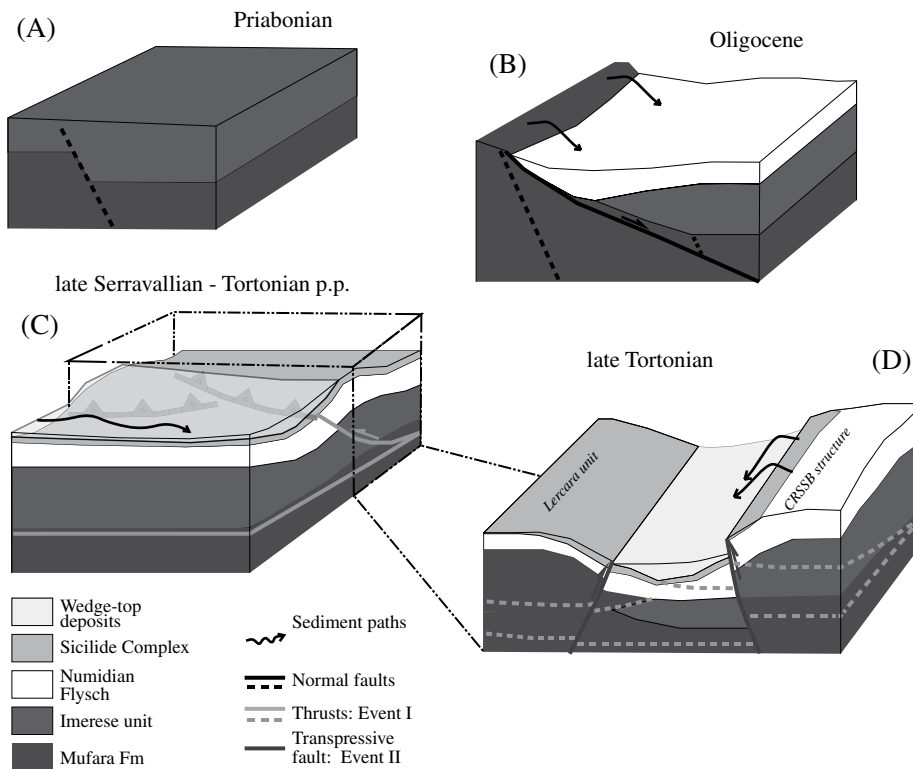 (A)
Priabonian
(B)
Oligocene
late Serravallian - Tortonian p.p.
(C)
late Tortonian
(D)
Lercara unit
CRSSB structure
Wedge-top
deposits
Sicilide Complex
Numidian
Flysch
Imerese unit
Mufara Fm
Sediment paths
Normal faults
Thrusts: Event I
Transpressive
fault: Event II